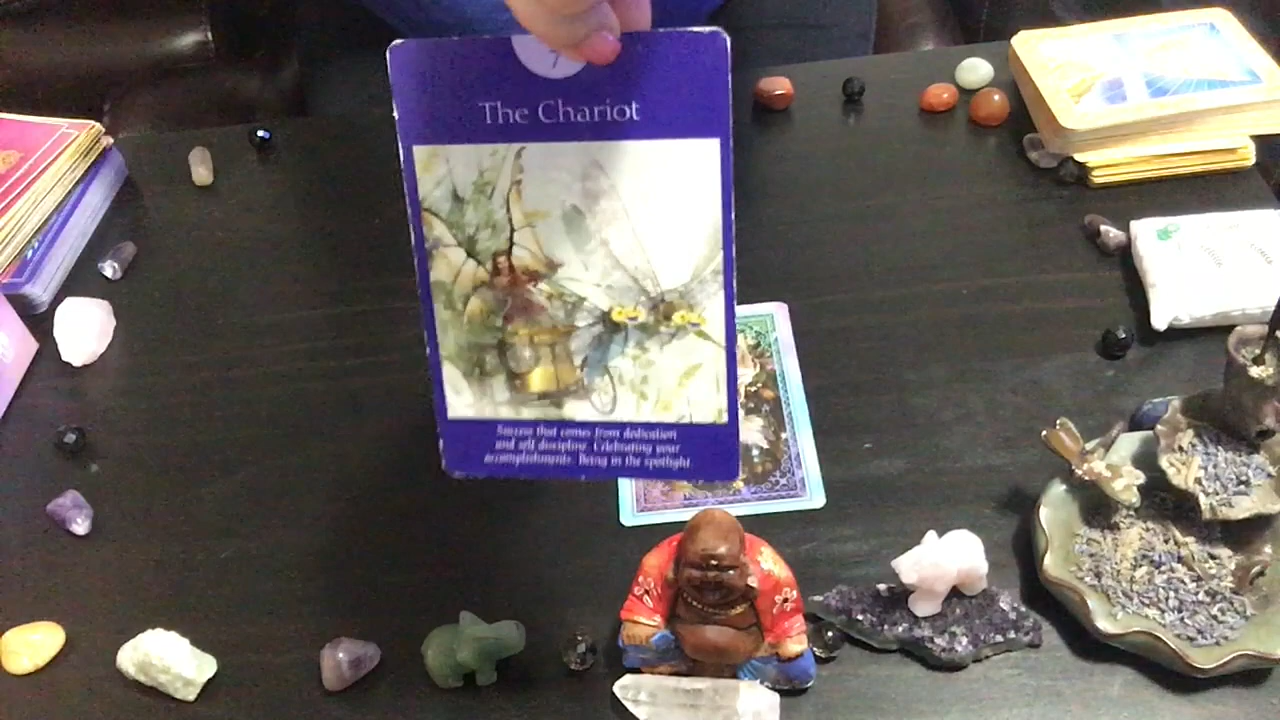 The Chariot
Success that comes from dedication
and self discipline. Celebrating your
accomplishments. Being in the spotlight.